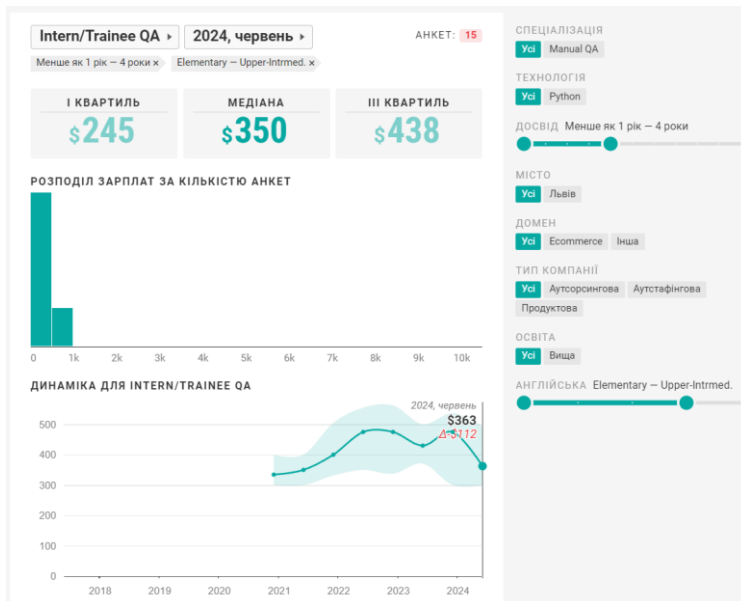 Intern/Trainee QA ▸ 2024, червень ▸ АНКЕТ: 15
Менше як 1 рік — 4 роки × Elementary — Upper-Intrmed. ×
І КВАРТИЛЬ МЕДІАНА ІІІ КВАРТИЛЬ
$245 $350 $438
РОЗПОДІЛ ЗАРПЛАТ ЗА КІЛЬКІСТЮ АНКЕТ
0 1k 2k 3k 4k 5k 6k 7k 8k 9k 10k
ДИНАМІКА ДЛЯ INTERN/TRAINEE QA
2024, червень
$363
Δ-$112
500
400
300
200
100
0
2018 2019 2020 2021 2022 2023 2024
СПЕЦІАЛІЗАЦІЯ
Усі Manual QA
ТЕХНОЛОГІЯ
Усі Python
ДОСВІД Менше як 1 рік — 4 роки
МІСТО
Усі Львів
ДОМЕН
Усі Ecommerce Інша
ТИП КОМПАНІЇ
Усі Аутсорсингова Аутстафінгова
Продуктова
ОСВІТА
Усі Вища
АНГЛІЙСЬКА Elementary — Upper-Intrmed.